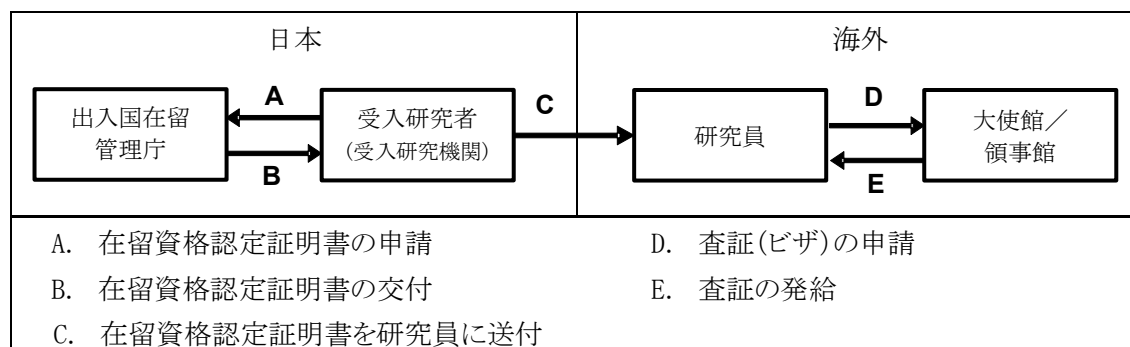 日本
海外
出入国在留
管理庁
A
B
受入研究者
(受入研究機関)
C
研究員
D
E
大使館／
領事館
A. 在留資格認定証明書の申請
B. 在留資格認定証明書の交付
C. 在留資格認定証明書を研究員に送付
D. 査証(ビザ)の申請
E. 査証の発給